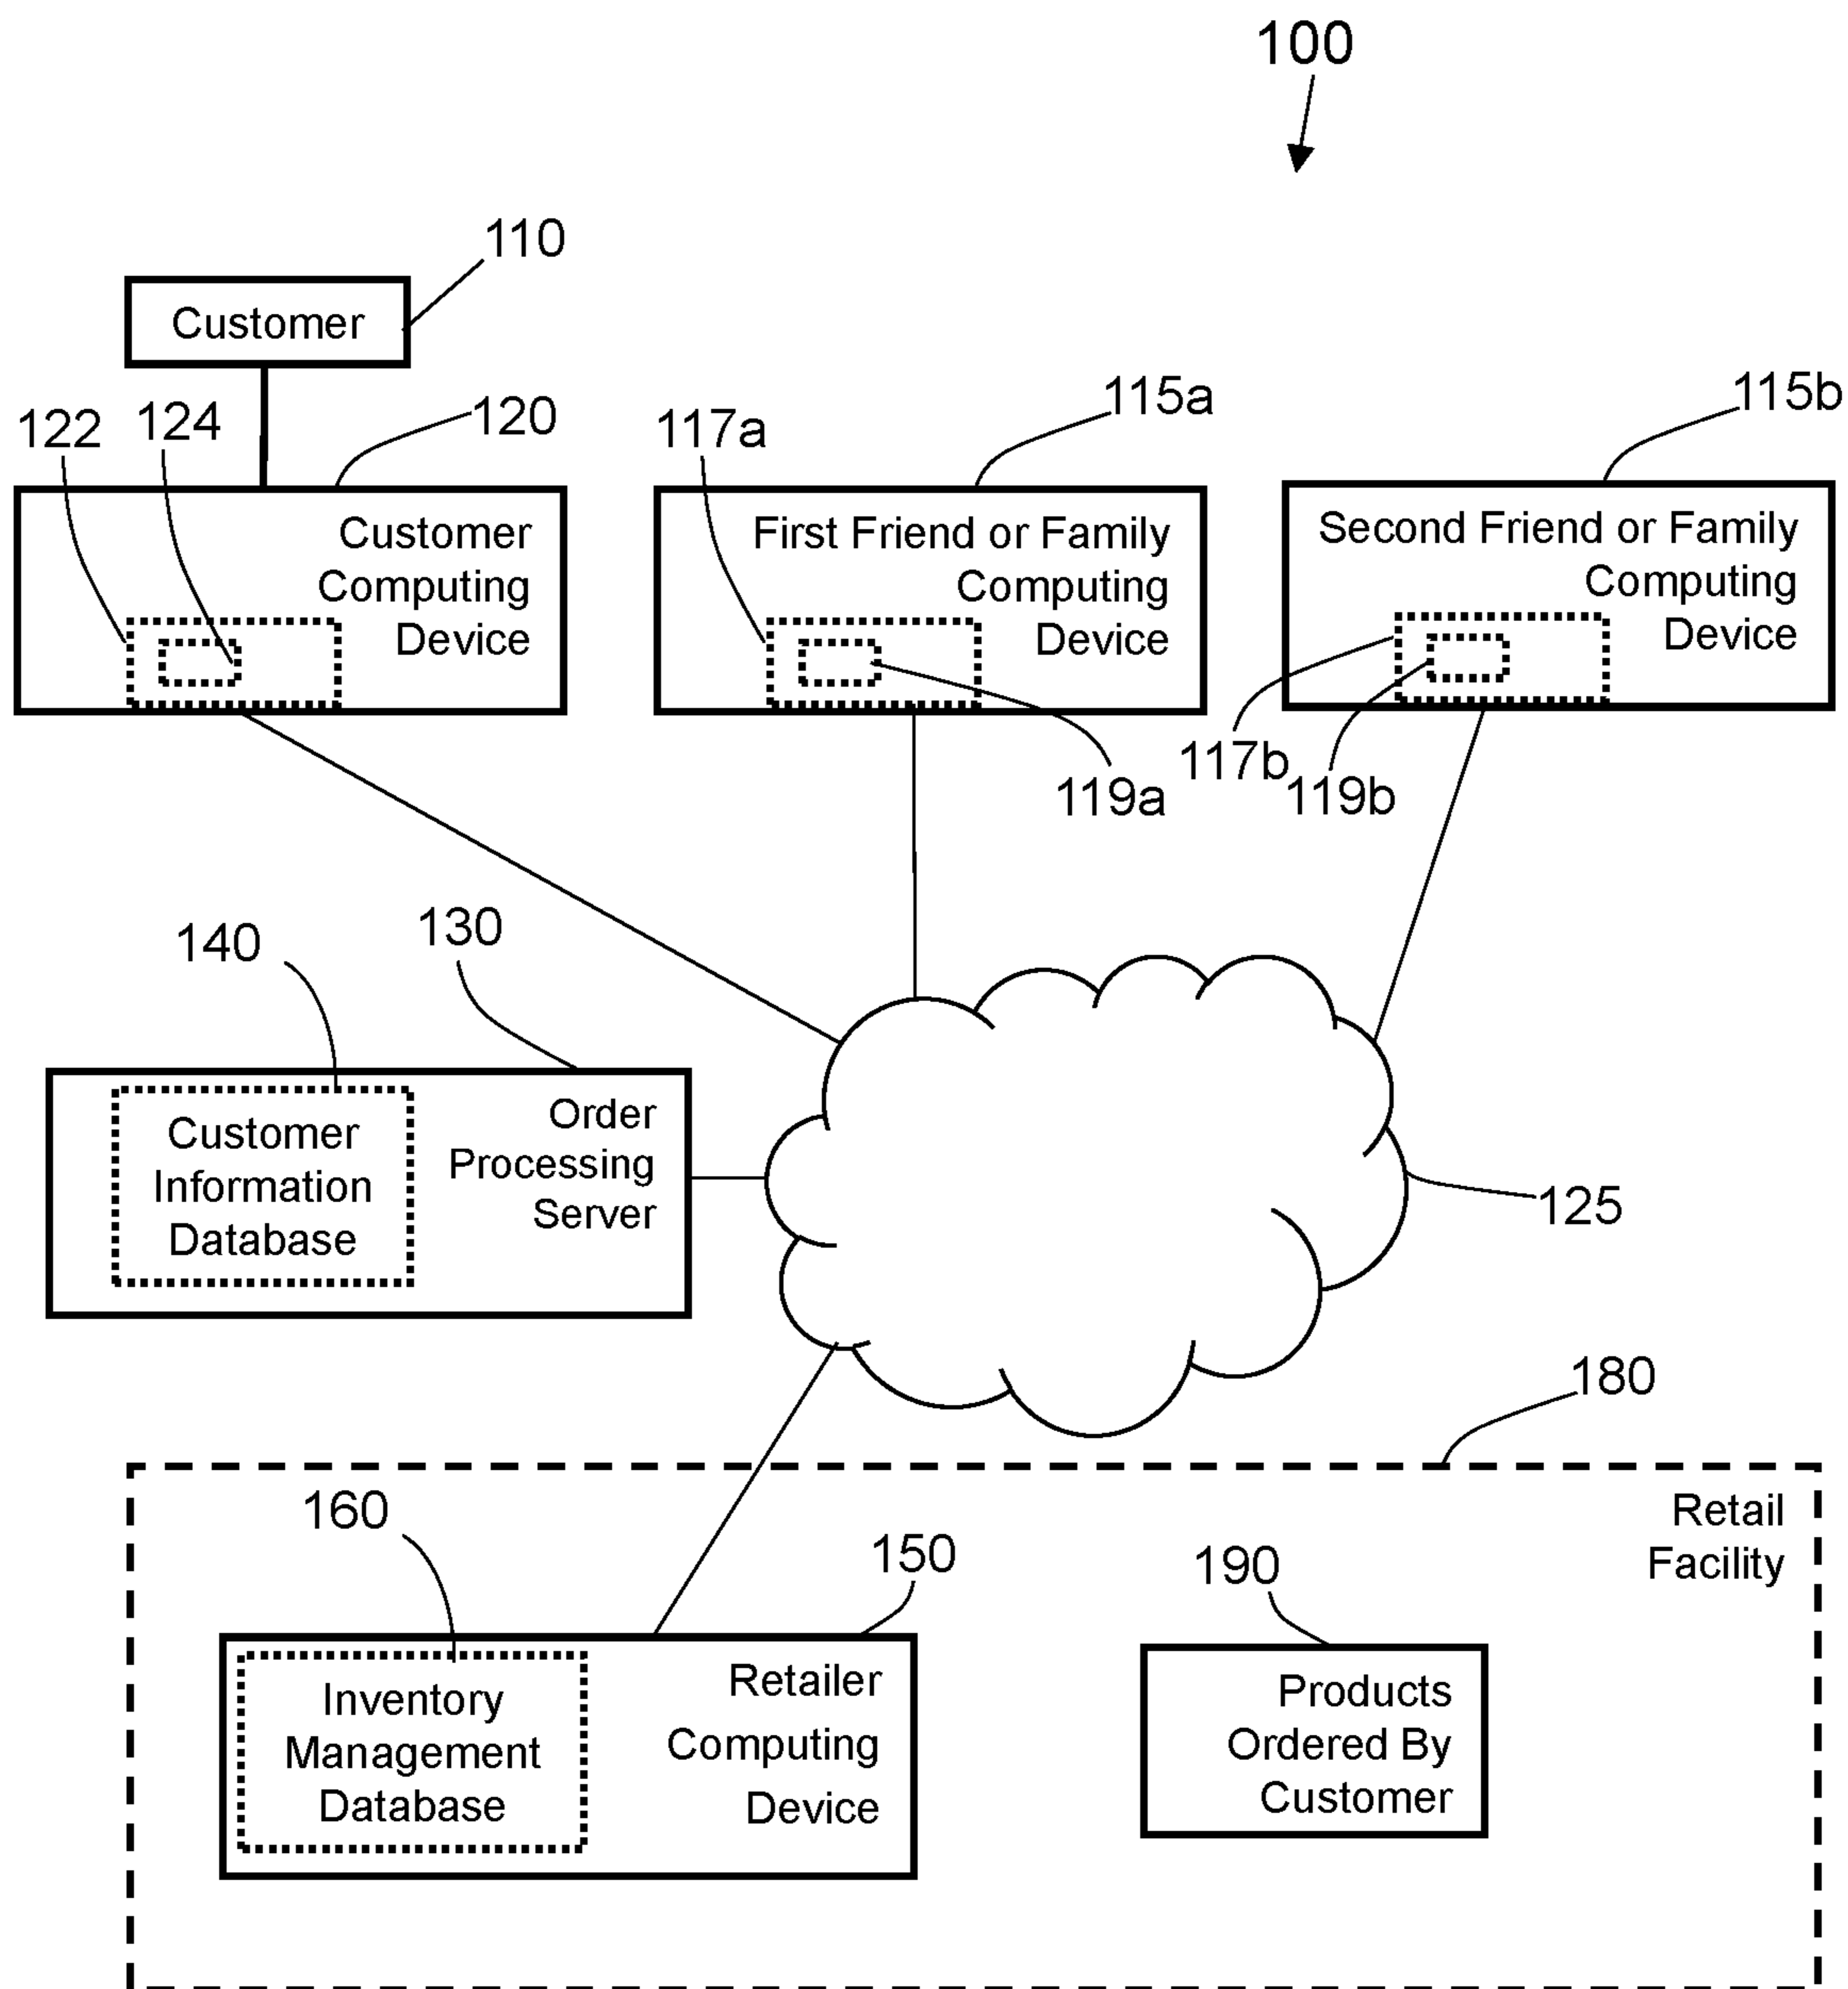 100
110
Customer
122
124
120
117a
115a
115b
Customer
Computing
Device
First Friend or Family
Computing
Device
Second Friend or Family
Computing
Device
119a
117b
119b
140
130
Customer
Information
Database
Order
Processing
Server
125
180
Retail
Facility
160
150
190
Inventory
Management
Database
Retailer
Computing
Device
Products
Ordered By
Customer